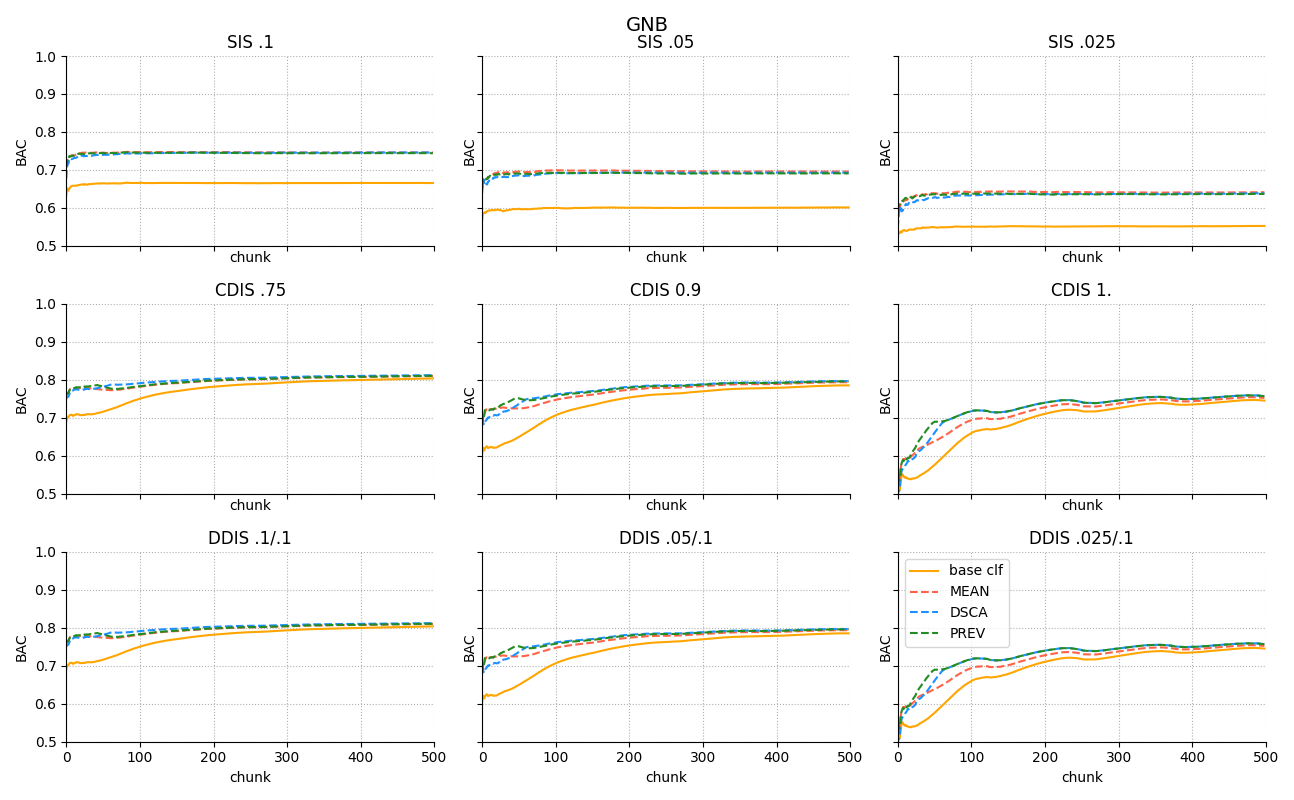 GNB
SIS .1
SIS .05
SIS .025
1.0
0.9
0.8
0.7
0.6
0.5
BAC
BAC
BAC
chunk
chunk
chunk
CDIS .75
CDIS 0.9
CDIS 1.
1.0
0.9
0.8
0.7
0.6
0.5
BAC
BAC
BAC
chunk
chunk
chunk
DDIS .1/.1
DDIS .05/.1
DDIS .025/.1
1.0
0.9
0.8
0.7
0.6
0.5
BAC
BAC
BAC
base clf
MEAN
DSCA
PREV
0 100 200 300 400 500
0 100 200 300 400 500
0 100 200 300 400 500
chunk
chunk
chunk